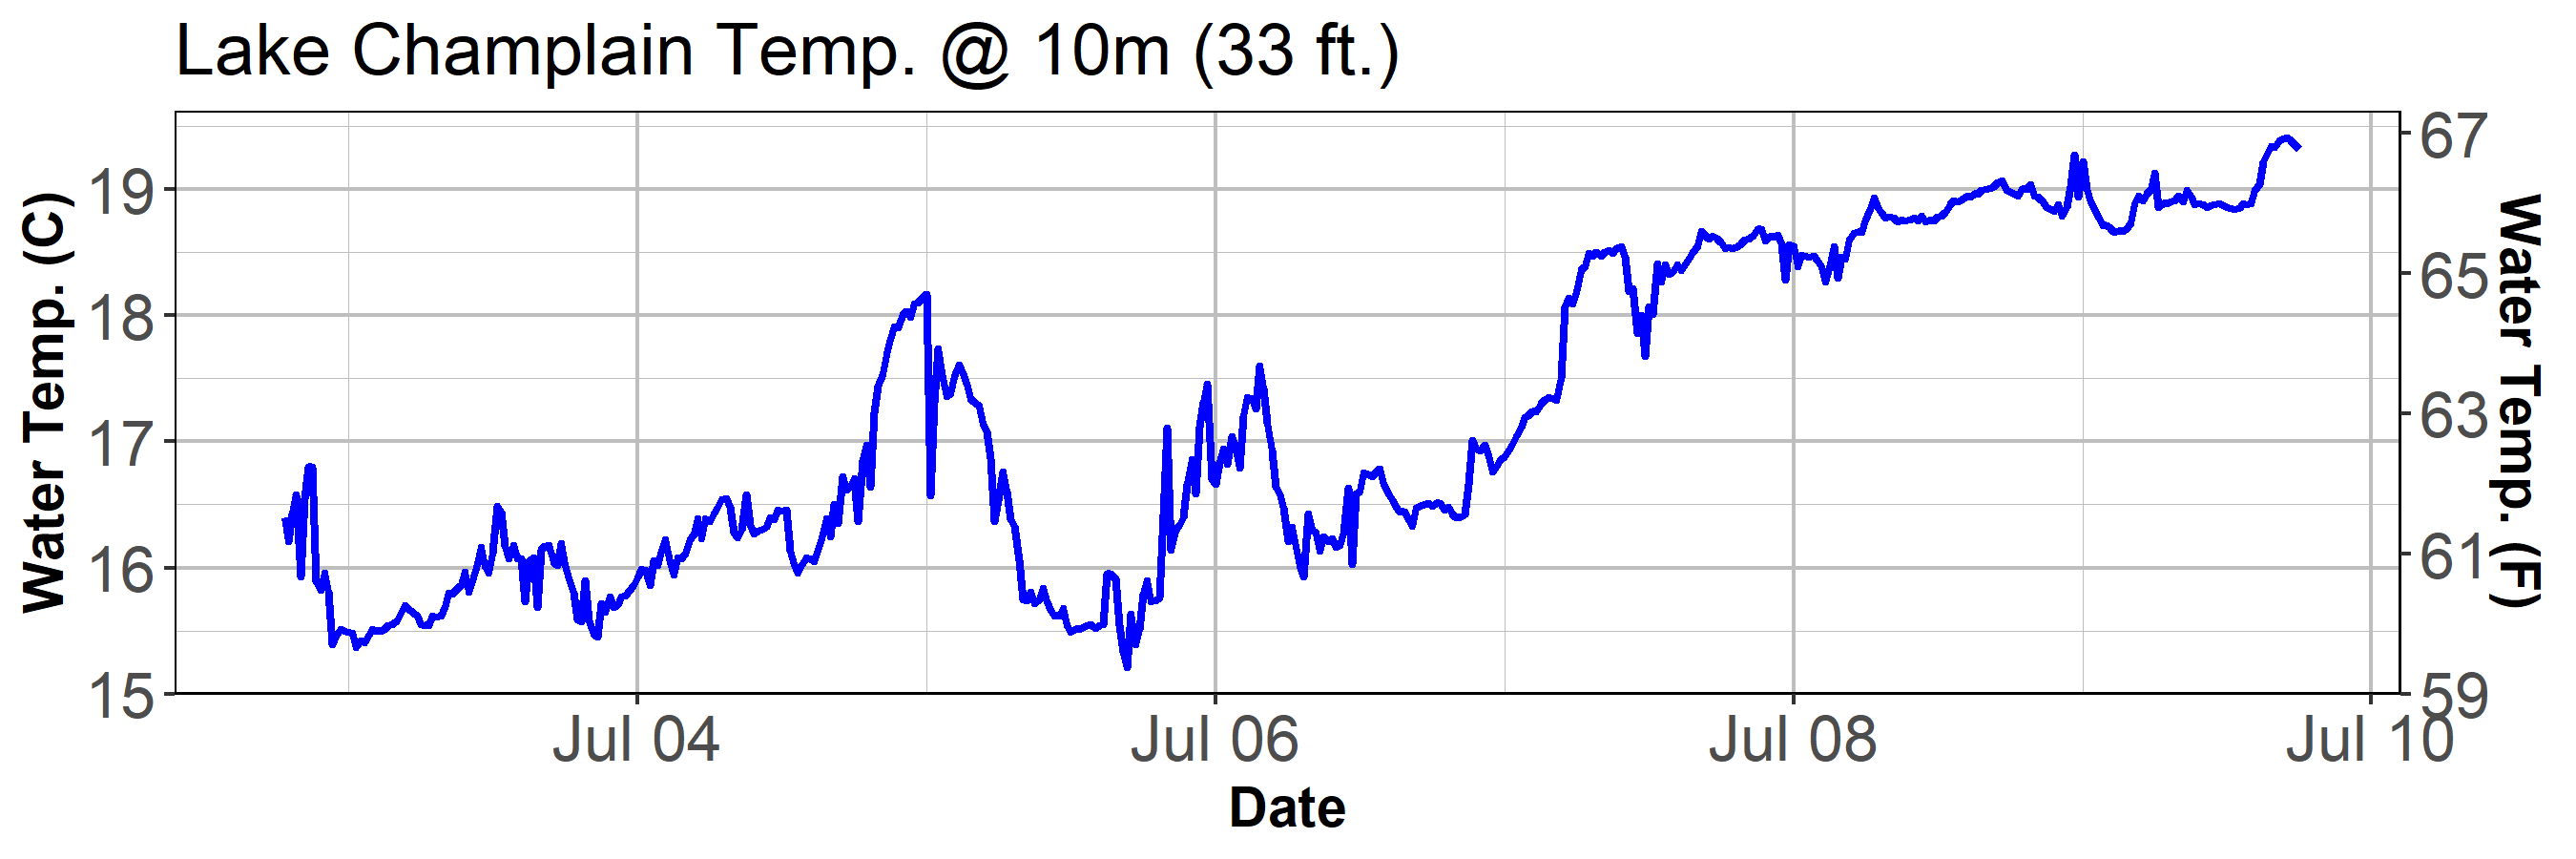 Lake Champlain Temp. @ 10m (33 ft.)
Water Temp. (C)
19
18
17
16
15
67
65
63
61
59
Water Temp. (F)
Jul 04 Jul 06 Jul 08 Jul 10
Date